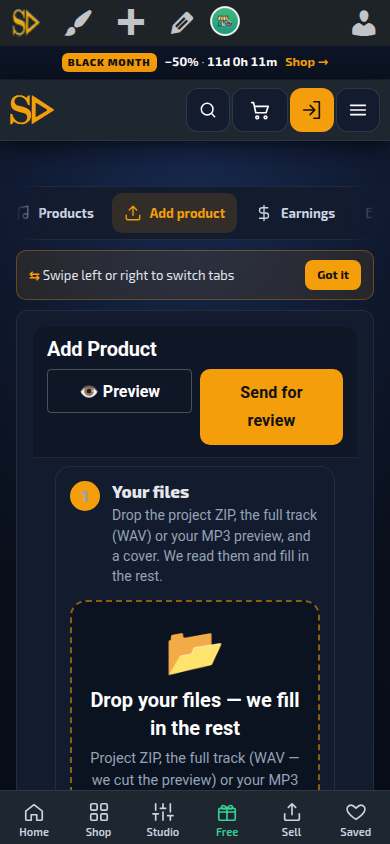 BLACK MONTH −50% · 11d 0h 11m Shop →
Products Add product Earnings
⇆ Swipe left or right to switch tabs Got it
Add Product
Preview Send for
review
1 Your files
Drop the project ZIP, the full track
(WAV) or your MP3 preview, and
a cover. We read them and fill in
the rest.
Drop your files — we fill
in the rest
Project ZIP, the full track (WAV —
we cut the preview) or your MP3
Home Shop Studio Free Sell Saved